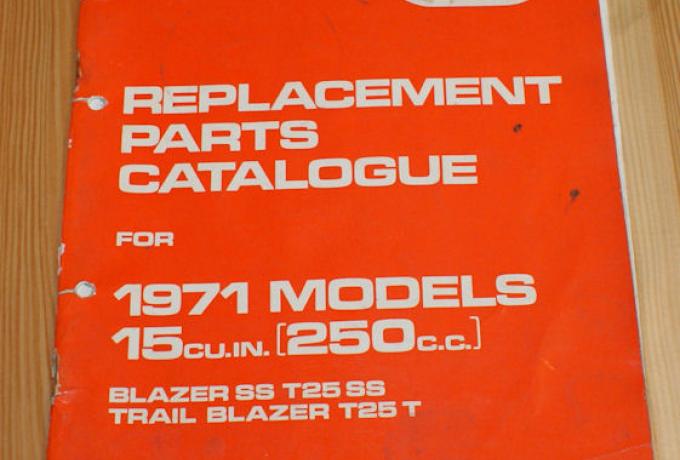 REPLACEMENT
PARTS
CATALOGUE
FOR
1971 MODELS
15CU.IN. [250C.C.]
BLAZER SS T25 SS
TRAIL BLAZER T25 T